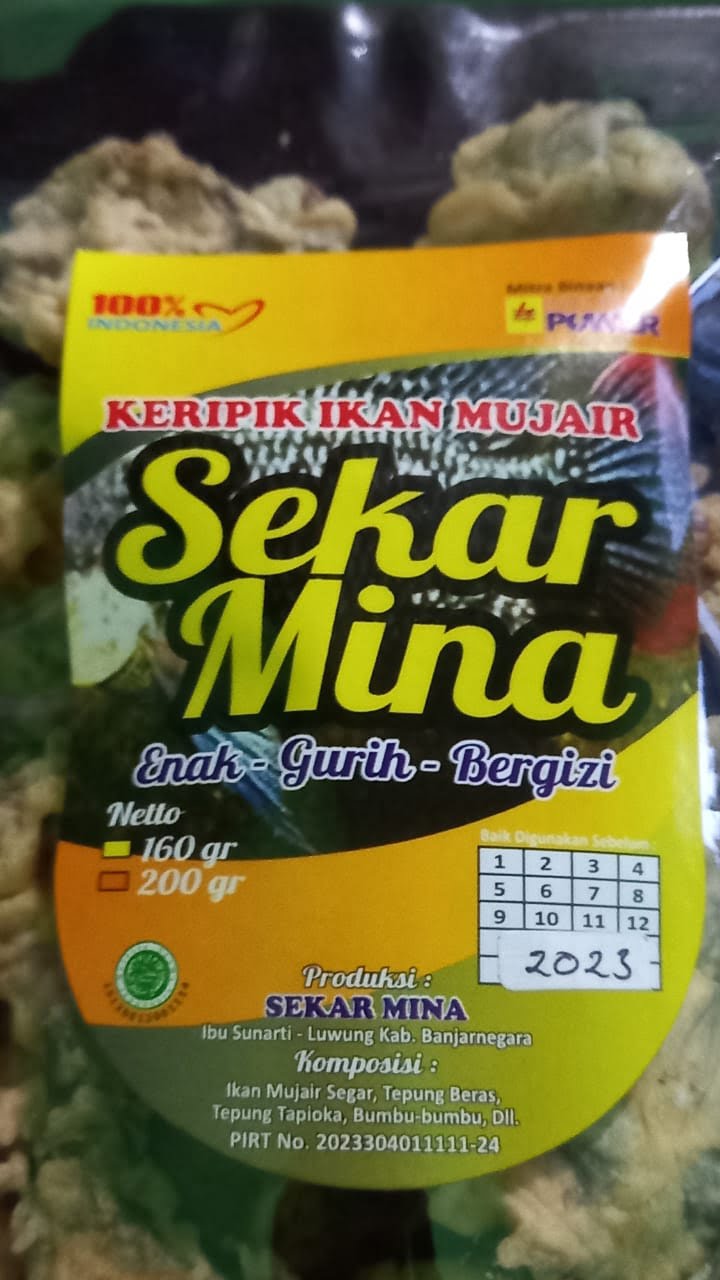 100%
INDONESIA
Mitra Binaan :
POWER
KERIPIK IKAN MUJAIR
Sekar
Mina
Enak - Gurih - Bergizi
Netto
160 gr
200 gr
Baik Digunakan Sebelum :
1 2 3 4
5 6 7 8
9 10 11 12
2023
Produksi :
SEKAR MINA
Ibu Sunarti - Luwung Kab. Banjarnegara
Komposisi :
Ikan Mujair Segar, Tepung Beras,
Tepung Tapioka, Bumbu-bumbu, Dll.
PIRT No. 2023304011111-24